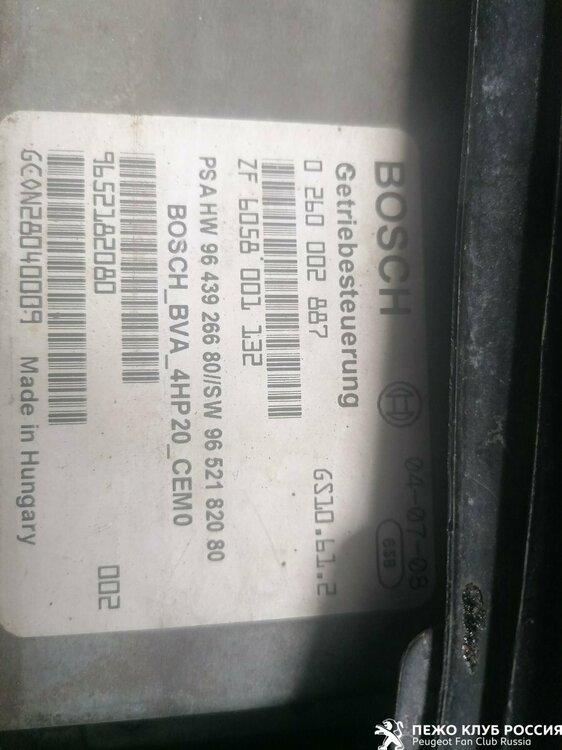 BOSCH
04-07-08
Getriebesteuerung
658
0 260 002 887
GS10.61.2
ZF 6058 001 132
PSA HW 96 439 266 80//SW 96 521 820 80
BOSCH_BVA_4HP20_CEM0
9652182080
002
GCON28040009 Made in Hungary
ПЕЖО КЛУБ РОССИЯ
Peugeot Fan Club Russia